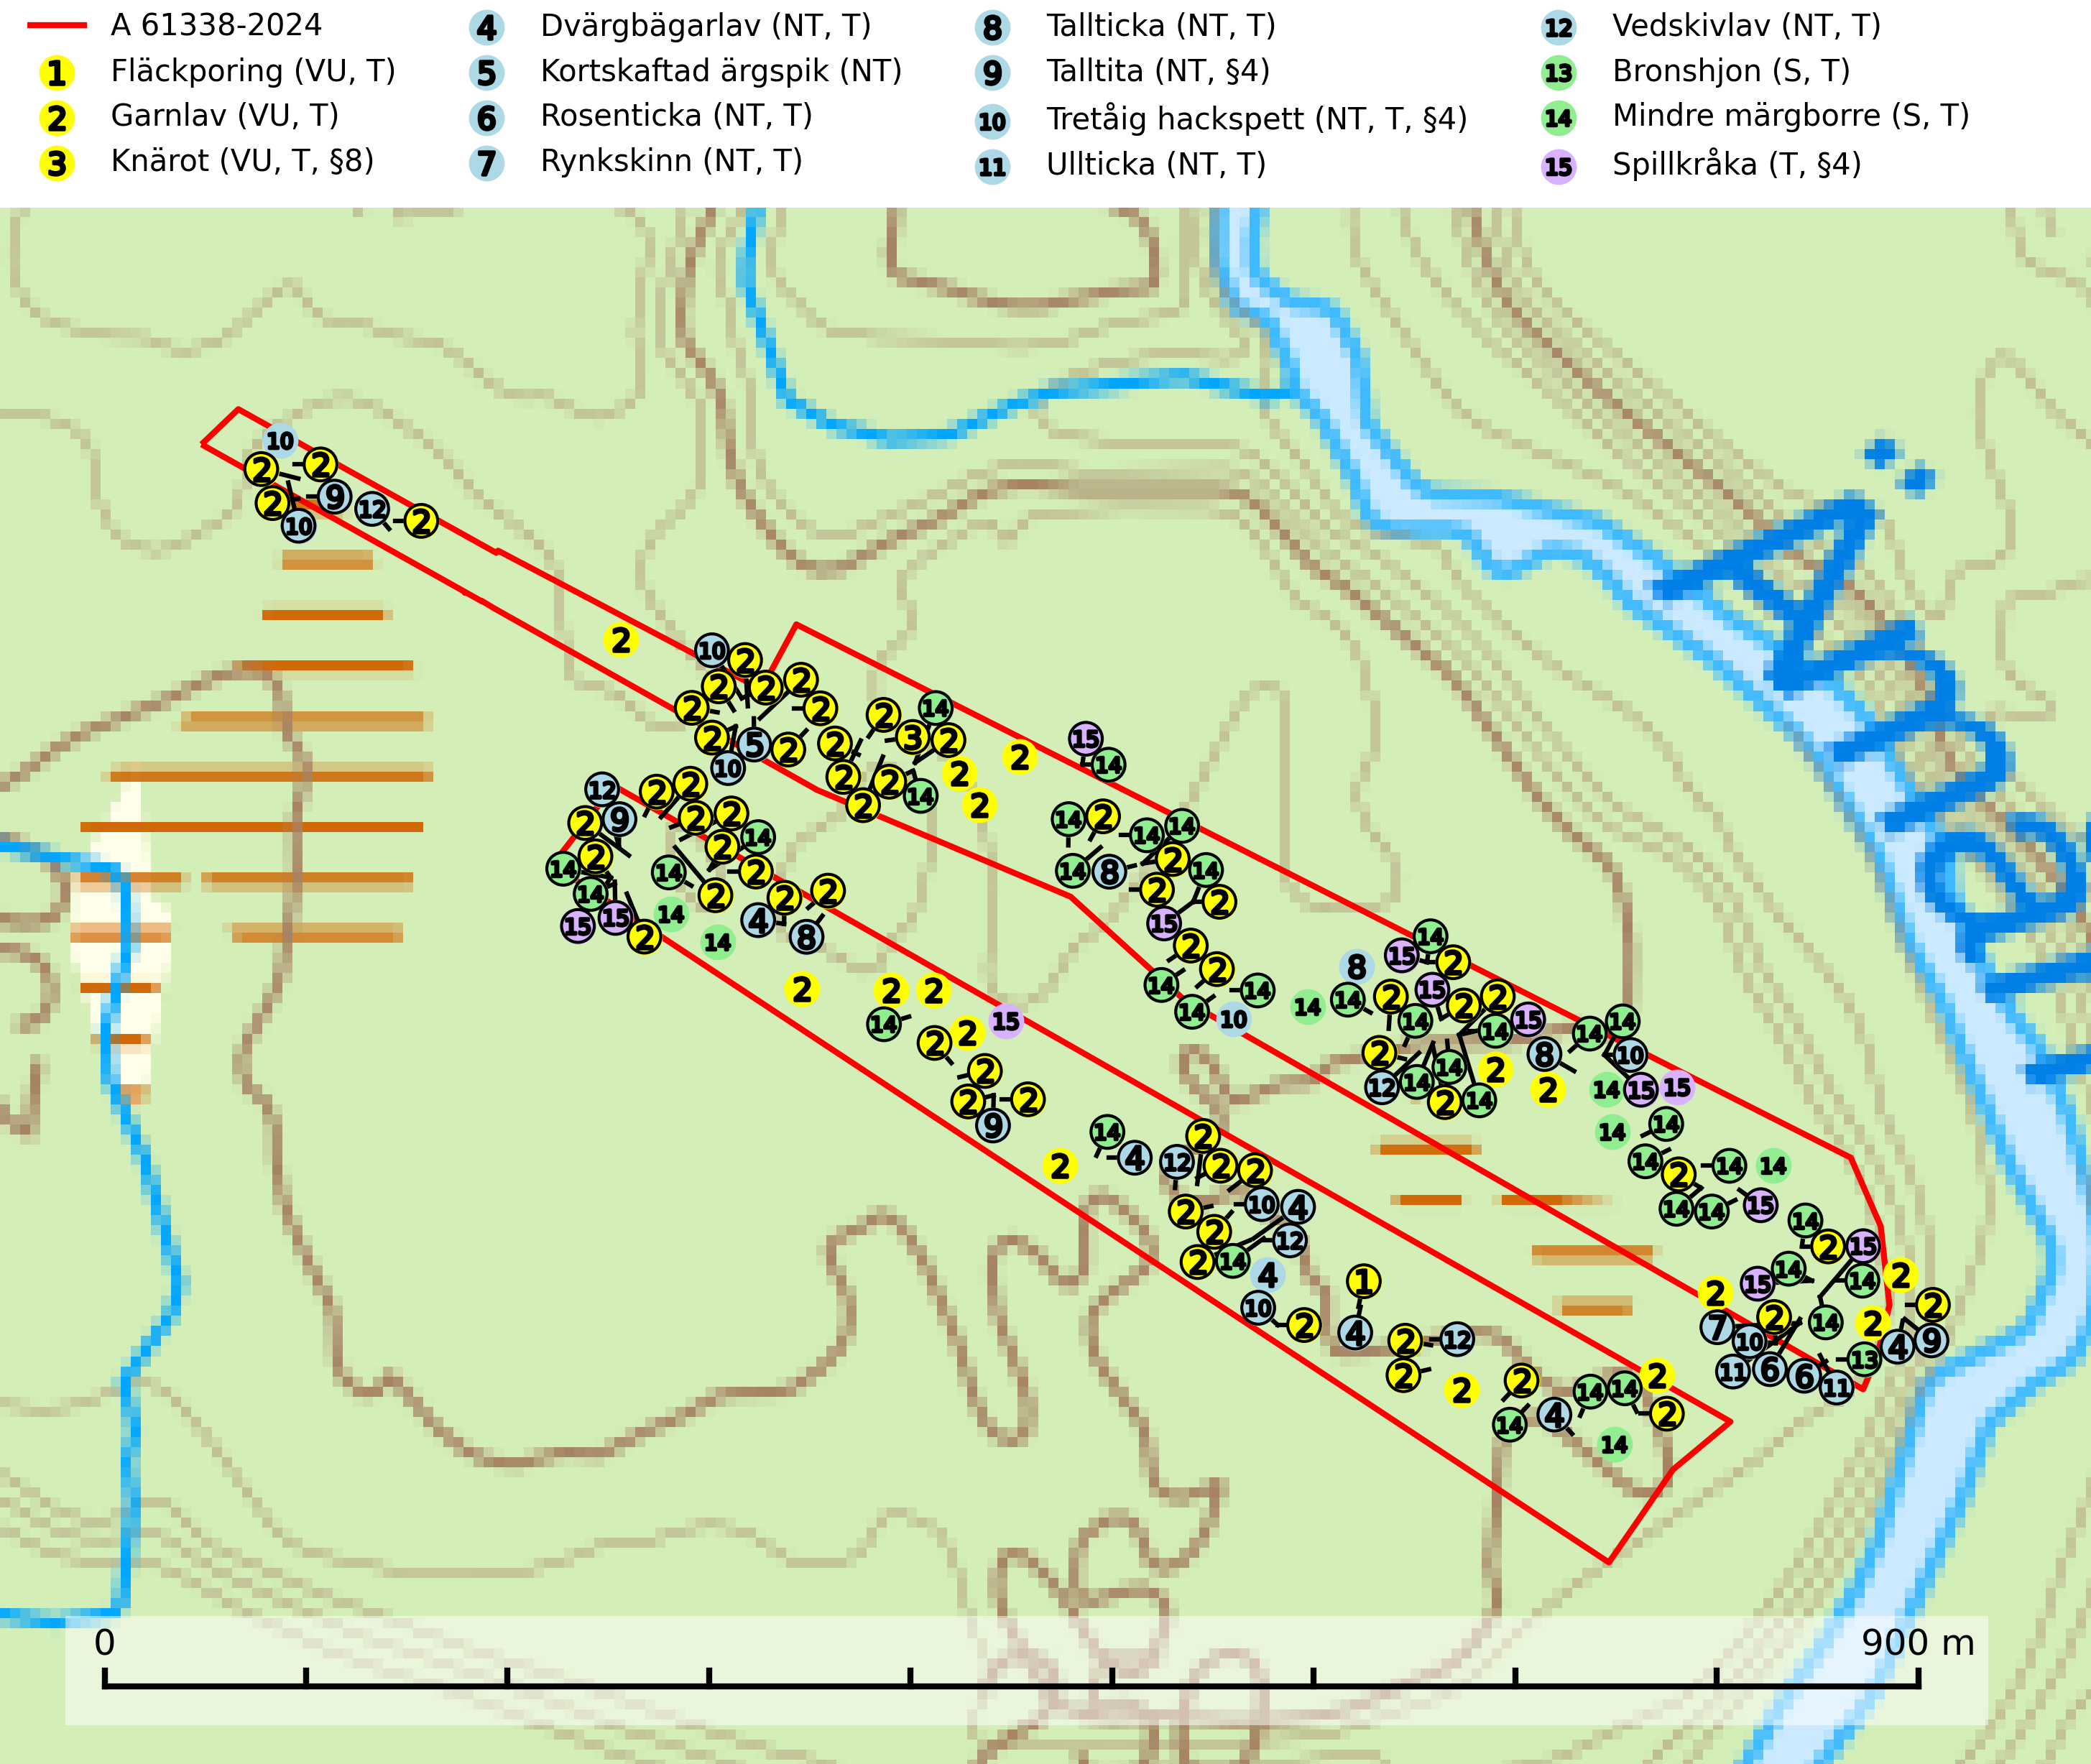 A 61338-2024
1 Fläckporing (VU, T)
2 Garnlav (VU, T)
3 Knärot (VU, T, §8)
4 Dvärgbägarlav (NT, T)
5 Kortskaftad ärgspik (NT)
6 Rosenticka (NT, T)
7 Rynkskinn (NT, T)
8 Tallticka (NT, T)
9 Talltita (NT, §4)
10 Tretåig hackspett (NT, T, §4)
11 Ullticka (NT, T)
12 Vedskivlav (NT, T)
13 Bronshjon (S, T)
14 Mindre märgborre (S, T)
15 Spillkråka (T, §4)
0 900 m